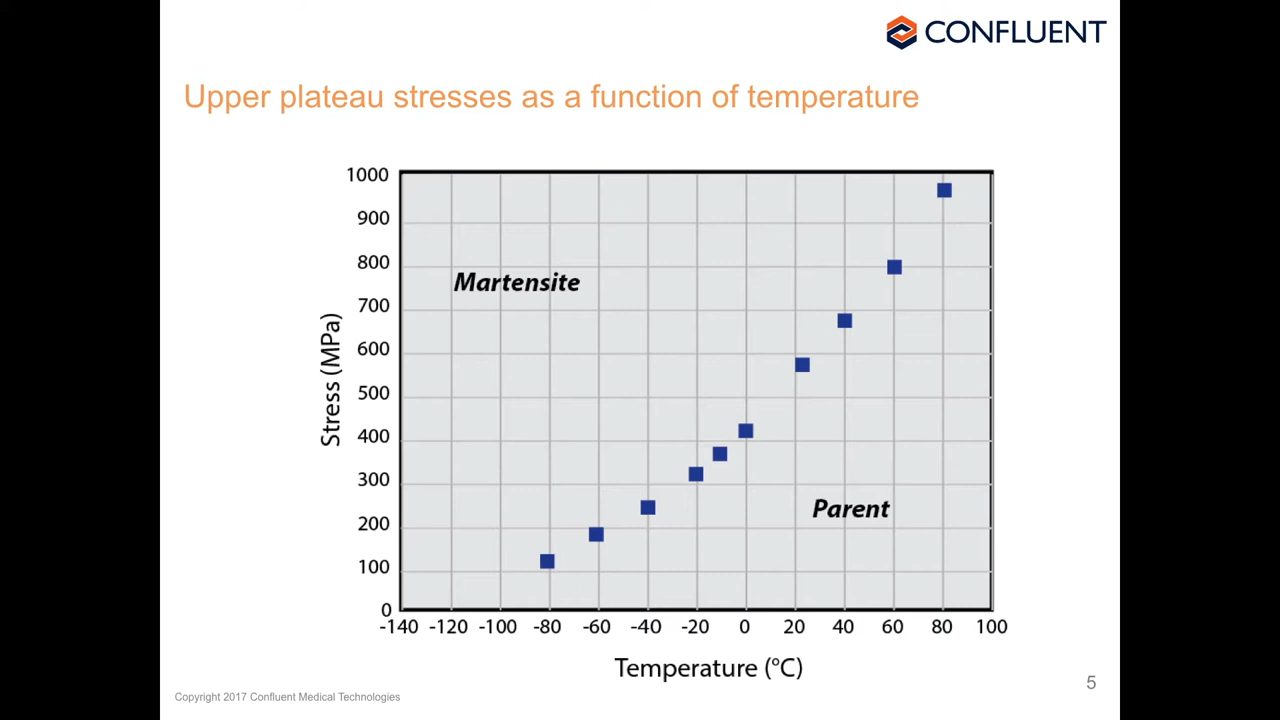 CONFLUENT
Upper plateau stresses as a function of temperature
1000
900
800
700
600
500
400
300
200
100
0
Stress (MPa)
Martensite
Parent
-140 -120 -100 -80 -60 -40 -20 0 20 40 60 80 100
Temperature (°C)
Copyright 2017 Confluent Medical Technologies
5